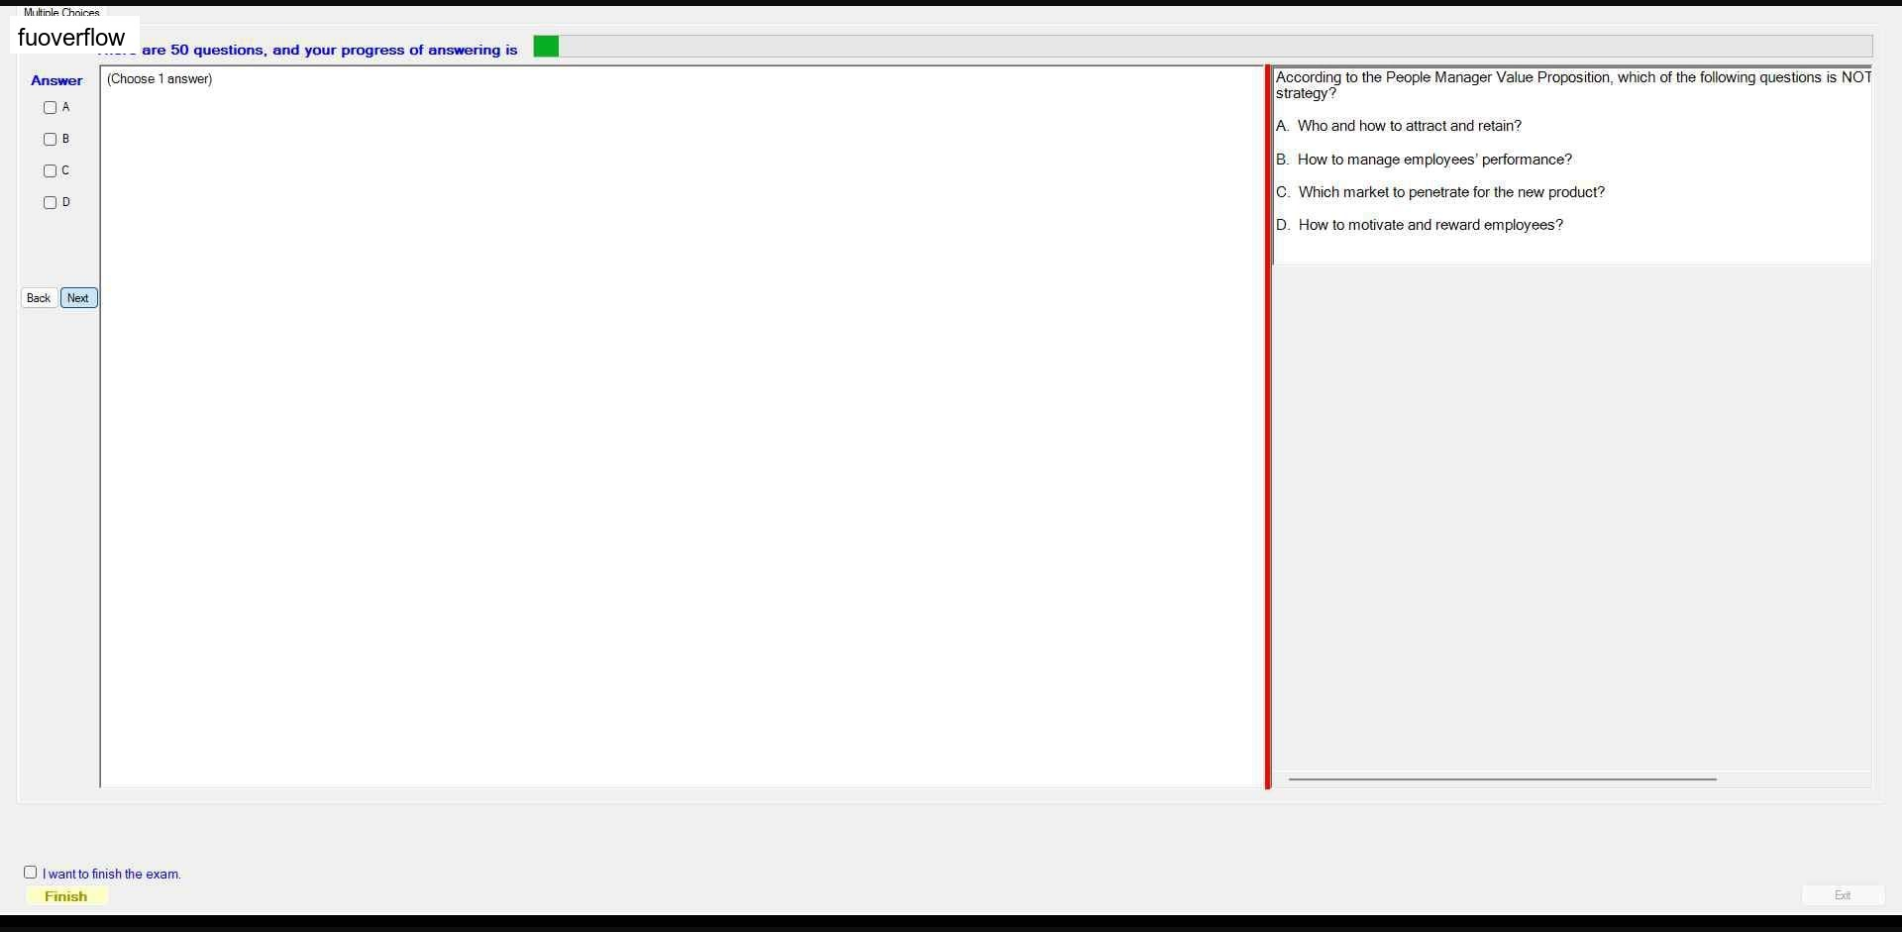 Multiple Choices
fuoverflow
are 50 questions, and your progress of answering is
Answer
(Choose 1 answer)
A
B
C
D
Back
Next
According to the People Manager Value Proposition, which of the following questions is NOT
strategy?
A. Who and how to attract and retain?
B. How to manage employees' performance?
C. Which market to penetrate for the new product?
D. How to motivate and reward employees?
I want to finish the exam.
Finish
Exit